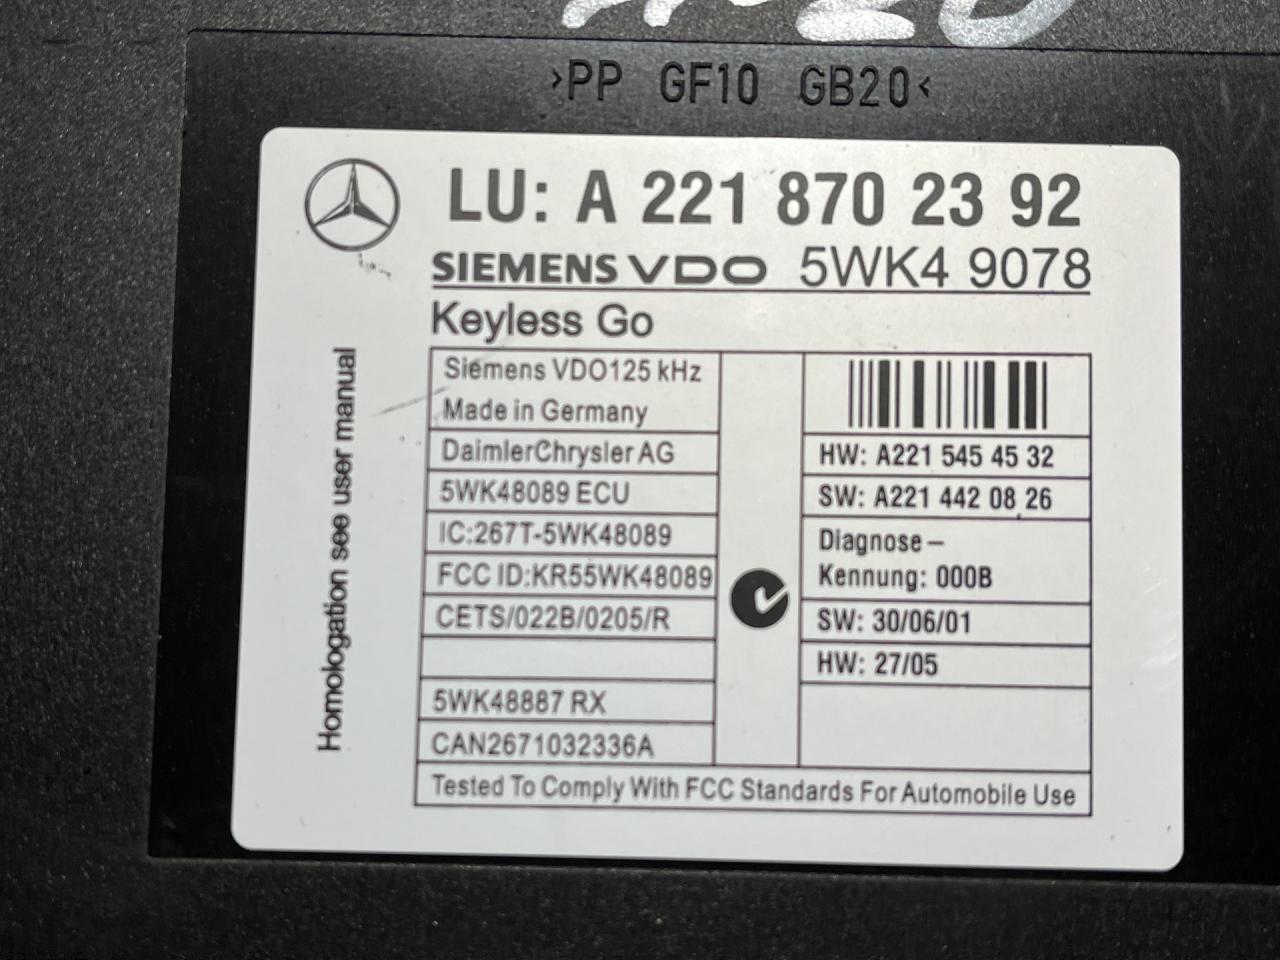 >PP GF10 GB20<
LU: A 221 870 23 92
SIEMENS VDO 5WK4 9078
Keyless Go
Homologation see user manual
Siemens VDO125 kHz
Made in Germany
DaimlerChrysler AG
5WK48089 ECU
IC:267T-5WK48089
FCC ID:KR55WK48089
CETS/022B/0205/R
5WK48887 RX
CAN2671032336A
HW: A221 545 45 32
SW: A221 442 08 26
Diagnose –
Kennung: 000B
SW: 30/06/01
HW: 27/05
Tested To Comply With FCC Standards For Automobile Use